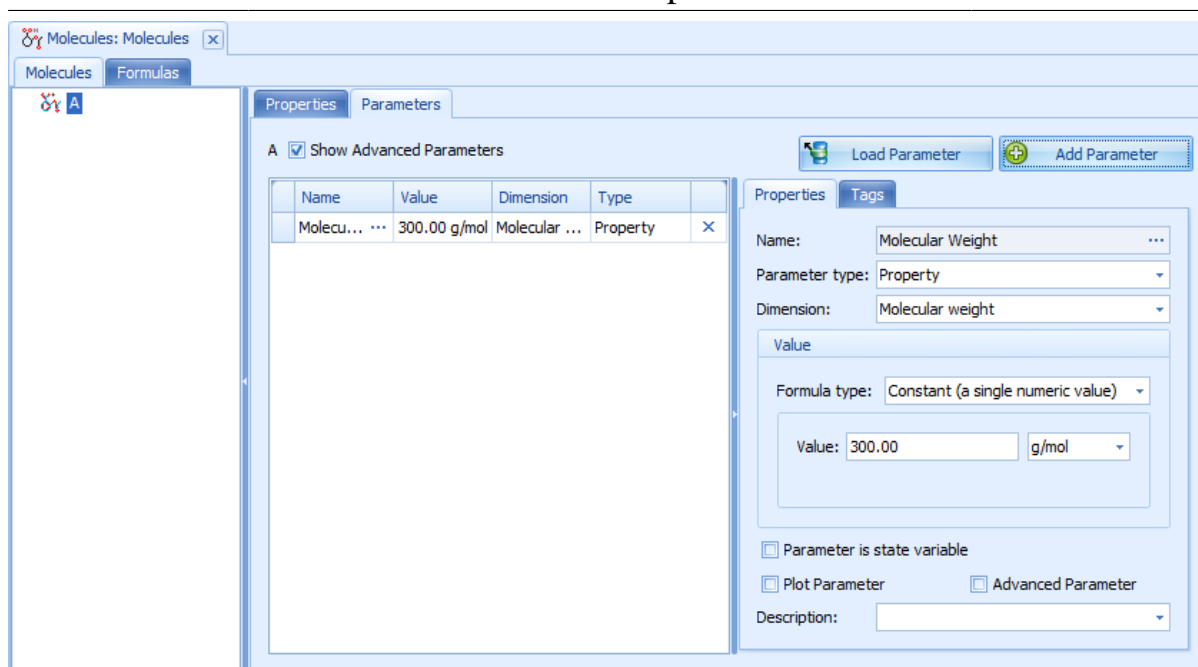 Molecules: Molecules
Molecules Formulas
A
Properties Parameters
A Show Advanced Parameters
Load Parameter Add Parameter
Name Value Dimension Type
Molecu... ... 300.00 g/mol Molecular ... Property
Properties Tags
Name: Molecular Weight ...
Parameter type: Property
Dimension: Molecular weight
Value
Formula type: Constant (a single numeric value)
Value: 300.00 g/mol
Parameter is state variable
Plot Parameter Advanced Parameter
Description: